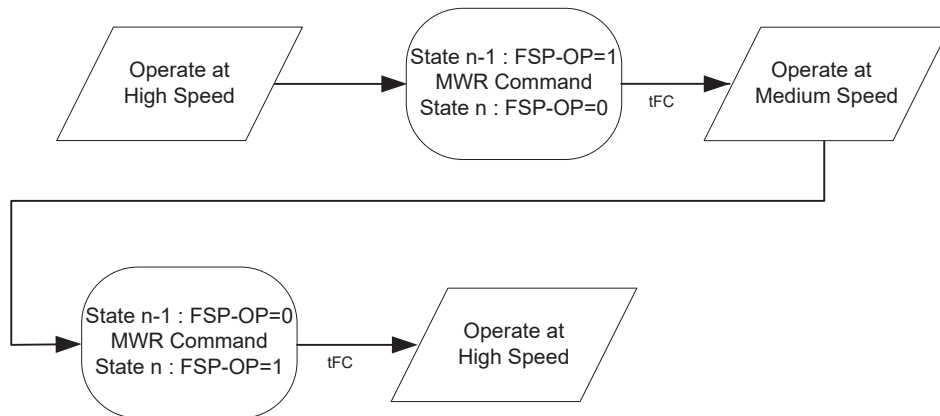 Operate at
High Speed
State n-1 : FSP-OP=1
MWR Command
State n : FSP-OP=0
tFC
Operate at
Medium Speed
State n-1 : FSP-OP=0
MWR Command
State n : FSP-OP=1
tFC
Operate at
High Speed